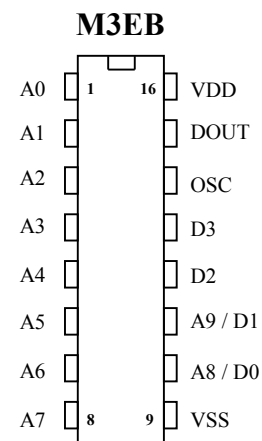 M3EB
A0 1 16 VDD
A1 DOUT
A2 OSC
A3 D3
A4 D2
A5 A9 / D1
A6 A8 / D0
A7 8 9 VSS